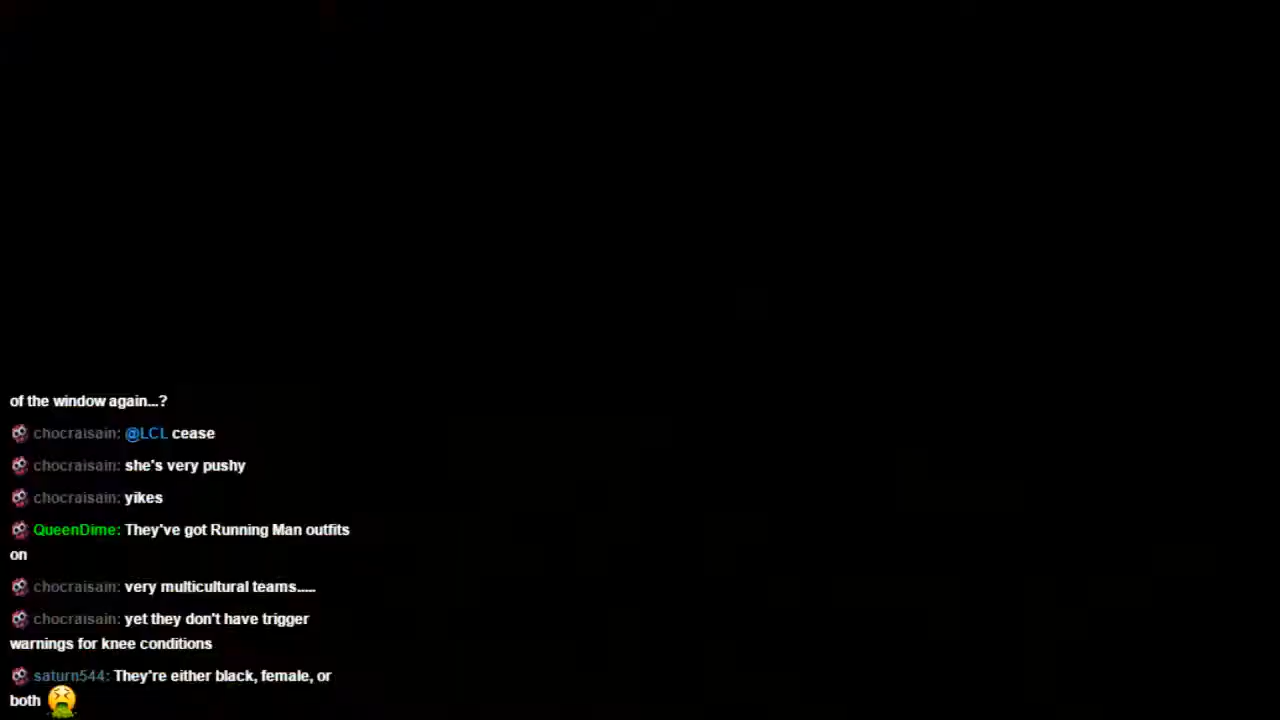 of the window again...?
chocraisain: @LCL cease
chocraisain: she's very pushy
chocraisain: yikes
QueenDime: They've got Running Man outfits
on
chocraisain: very multicultural teams.....
chocraisain: yet they don't have trigger
warnings for knee conditions
saturn544: They're either black, female, or
both